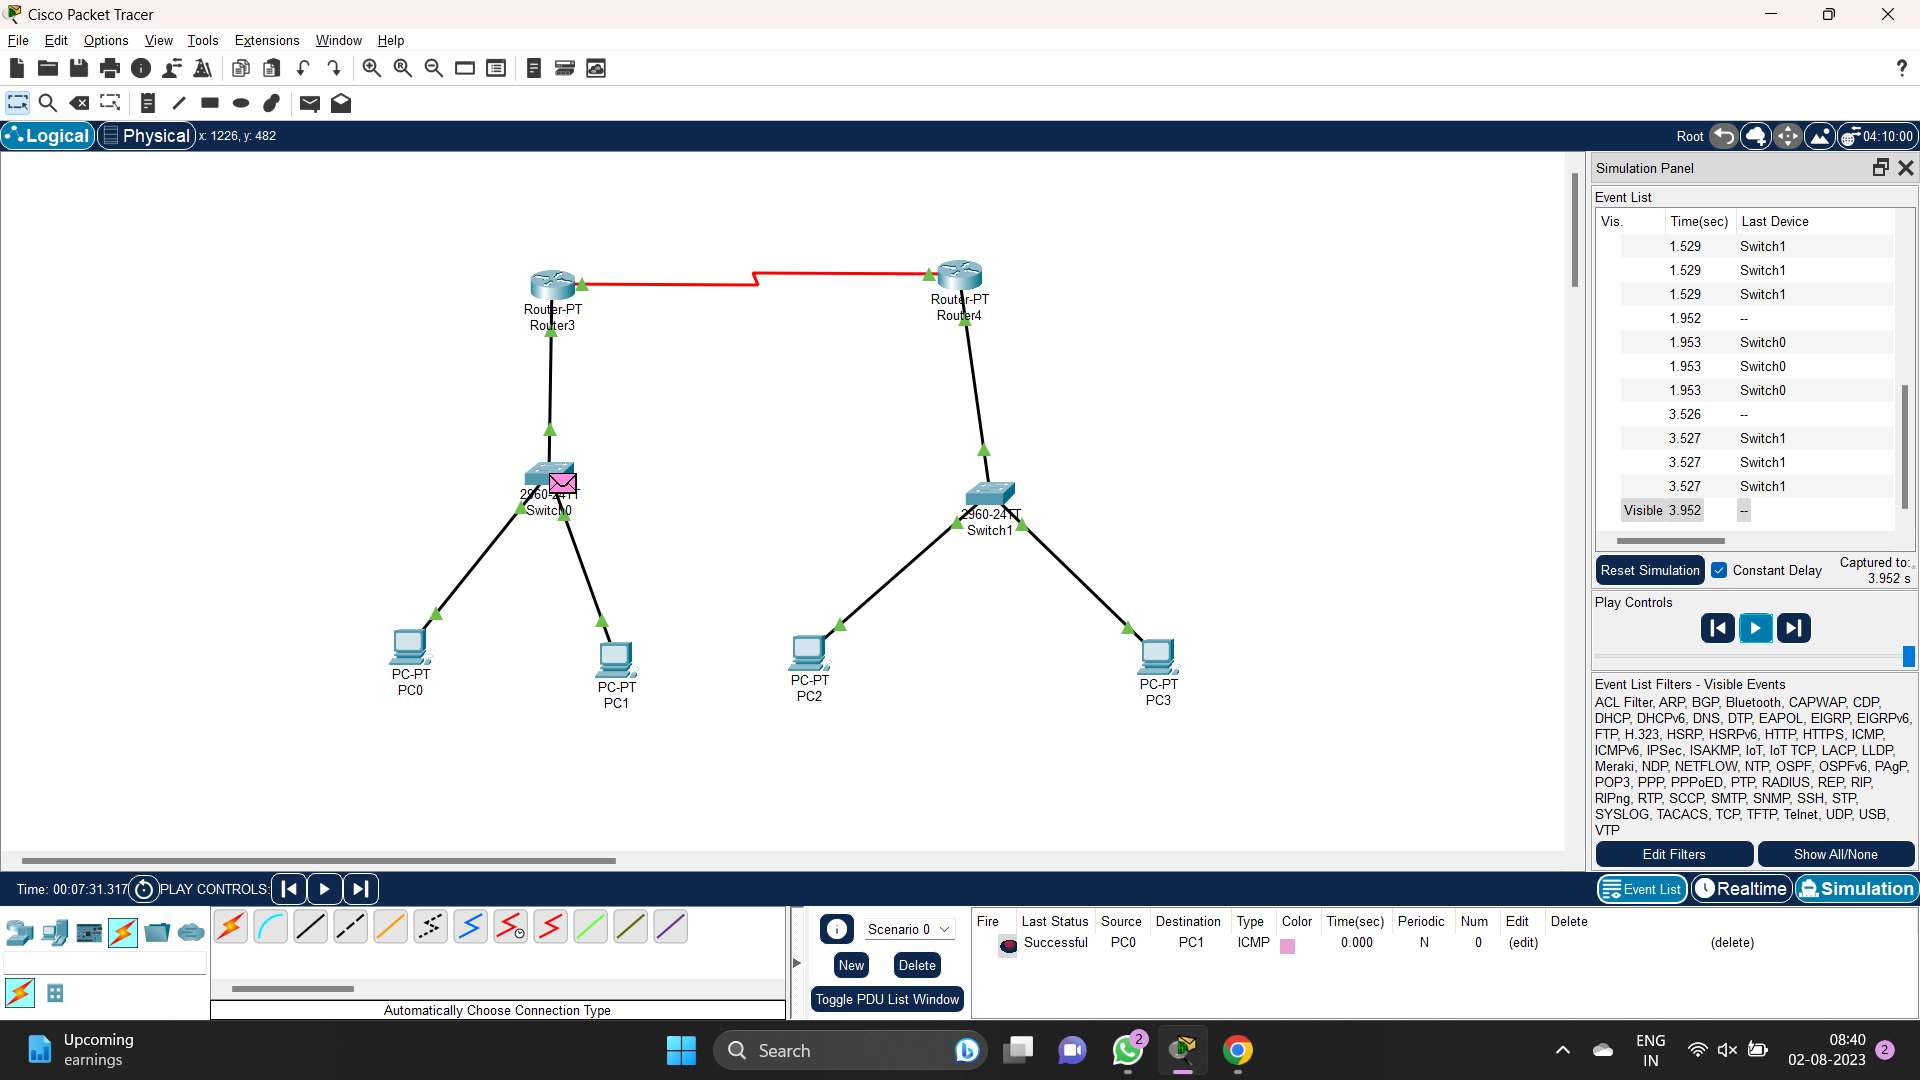 Cisco Packet Tracer
File Edit Options View Tools Extensions Window Help
?
Logical Physical x: 1226, y: 482 Root 04:10:00
Simulation Panel
Event List
Vis. Time(sec) Last Device
1.529 Switch1
1.529 Switch1
1.529 Switch1
1.952 --
1.953 Switch0
1.953 Switch0
1.953 Switch0
3.526 --
3.527 Switch1
3.527 Switch1
3.527 Switch1
Visible 3.952 --
Reset Simulation Constant Delay Captured to:
3.952 s
Play Controls
Event List Filters - Visible Events
ACL Filter, ARP, BGP, Bluetooth, CAPWAP, CDP,
DHCP, DHCPv6, DNS, DTP, EAPOL, EIGRP, EIGRPv6,
FTP, H.323, HSRP, HSRPv6, HTTP, HTTPS, ICMP,
ICMPv6, IPSec, ISAKMP, IoT, IoT TCP, LACP, LLDP,
Meraki, NDP, NETFLOW, NTP, OSPF, OSPFv6, PAgP,
POP3, PPP, PPPoED, PTP, RADIUS, REP, RIP,
RIPng, RTP, SCCP, SMTP, SNMP, SSH, STP,
SYSLOG, TACACS, TCP, TFTP, Telnet, UDP, USB,
VTP
Edit Filters Show All/None
Router-PT
Router3
Router-PT
Router4
2960-24TT
Switch0
2960-24TT
Switch1
PC-PT
PC0
PC-PT
PC1
PC-PT
PC2
PC-PT
PC3
Time: 00:07:31.317 PLAY CONTROLS: Event List Realtime Simulation
Automatically Choose Connection Type
Scenario 0
New Delete
Toggle PDU List Window
Fire Last Status Source Destination Type Color Time(sec) Periodic Num Edit Delete
Successful PC0 PC1 ICMP 0.000 N 0 (edit) (delete)
Upcoming
earnings
Search
2
ENG
IN
08:40
02-08-2023
2